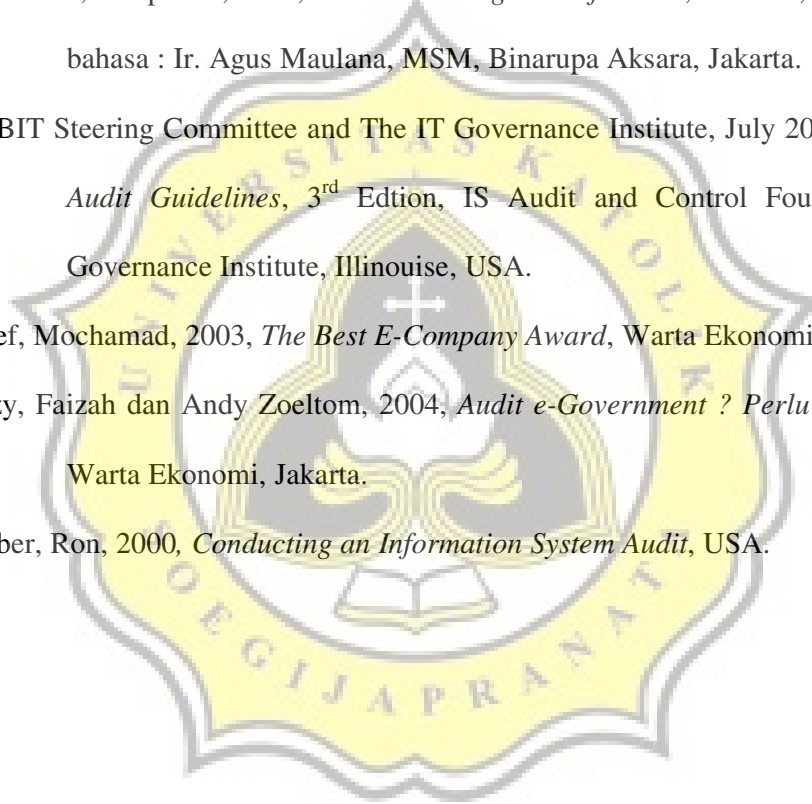 bahasa : Ir. Agus Maulana, MSM, Binarupa Aksara, Jakarta.
BIT Steering Committee and The IT Governance Institute, July 20
Audit Guidelines, 3rd Edtion, IS Audit and Control Fou
Governance Institute, Illinouise, USA.
ef, Mochamad, 2003, The Best E-Company Award, Warta Ekonomi
zy, Faizah dan Andy Zoeltom, 2004, Audit e-Government ? Perlu
Warta Ekonomi, Jakarta.
ber, Ron, 2000, Conducting an Information System Audit, USA.
UNIVERSITAS KATOLIK
SOEGIJAPRANATA